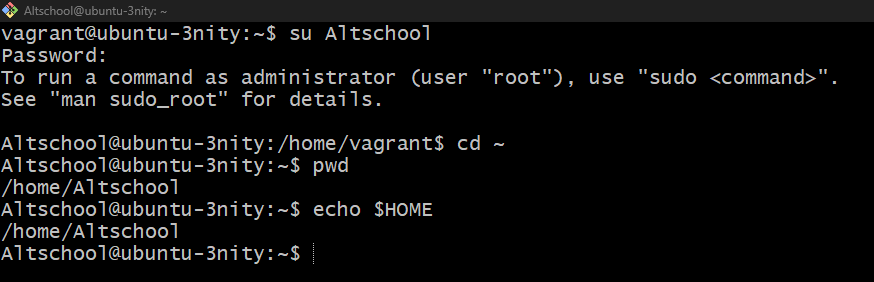 Altschool@ubuntu-3nity: ~
vagrant@ubuntu-3nity:~$ su Altschool
Password:
To run a command as administrator (user "root"), use "sudo <command>".
See "man sudo_root" for details.
Altschool@ubuntu-3nity:/home/vagrant$ cd ~
Altschool@ubuntu-3nity:~$ pwd
/home/Altschool
Altschool@ubuntu-3nity:~$ echo $HOME
/home/Altschool
Altschool@ubuntu-3nity:~$